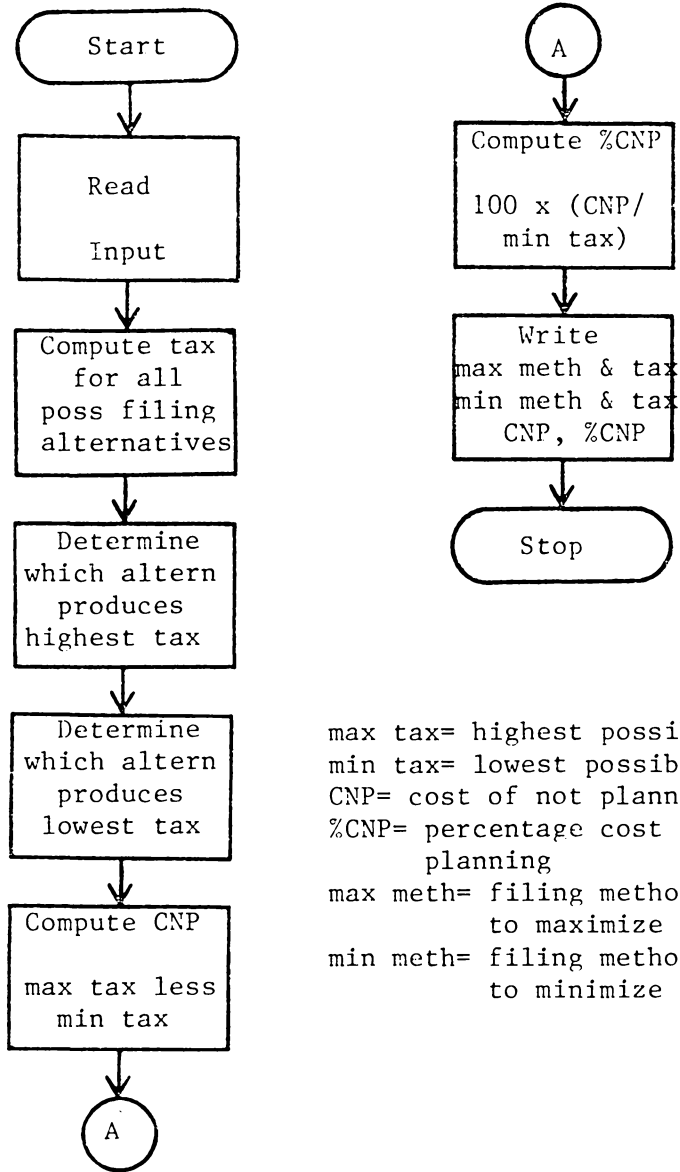 Start
Read
Input
Compute tax
for all
poss filing
alternatives
Determine
which altern
produces
highest tax
Determine
which altern
produces
lowest tax
Compute CNP
max tax less
min tax
A
A
Compute %CNP
100 x (CNP/
min tax)
Write
max meth & tax
min meth & tax
CNP, %CNP
Stop
max tax= highest possi
min tax= lowest possib
CNP= cost of not plann
%CNP= percentage cost
planning
max meth= filing metho
to maximize
min meth= filing metho
to minimize